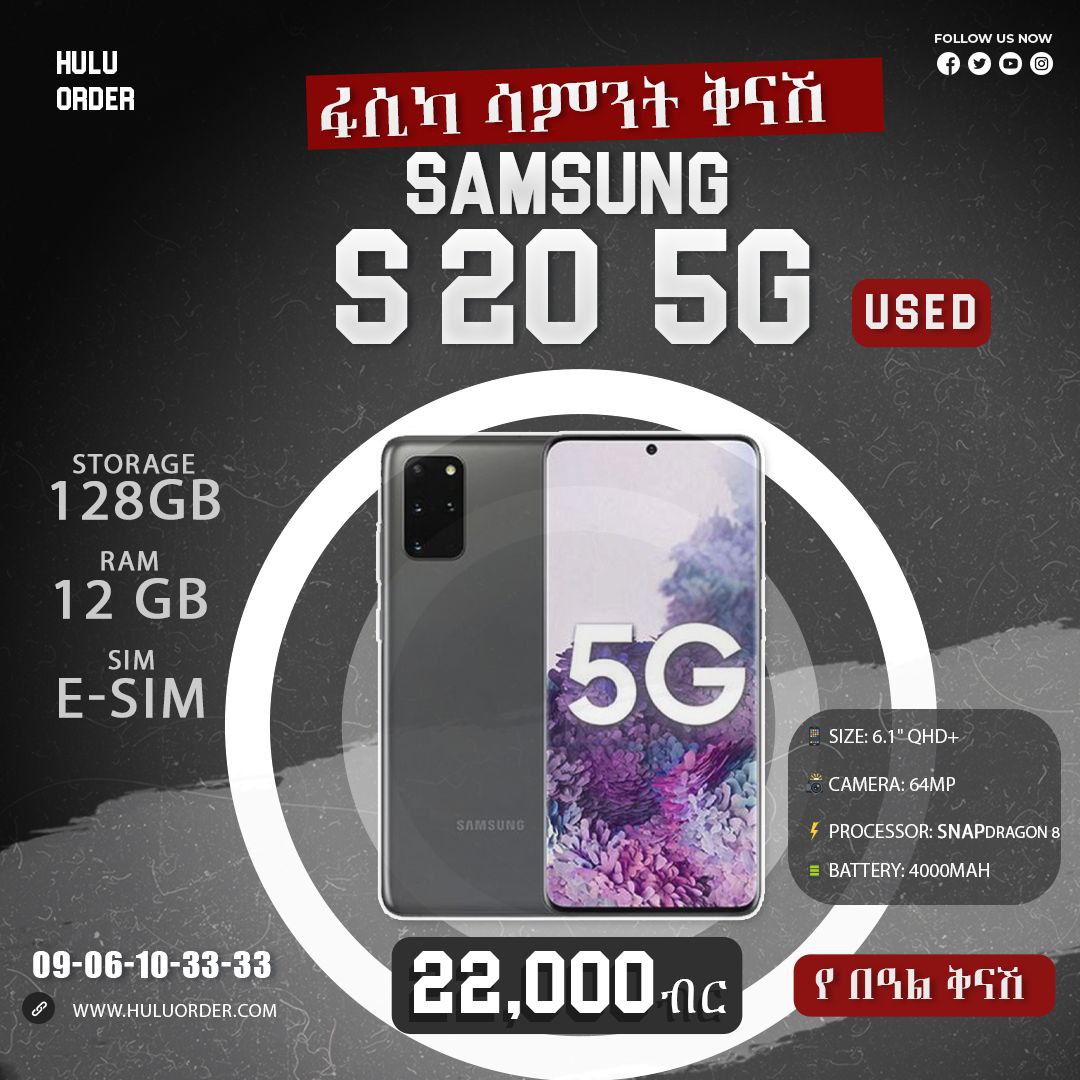 HULU
ORDER
FOLLOW US NOW
ፋሲካ ሳምንት ቅናሽ
SAMSUNG
S 20 5G
USED
STORAGE
128GB
RAM
12 GB
SIM
E-SIM
5G
SAMSUNG
SIZE: 6.1" QHD+
CAMERA: 64MP
PROCESSOR: SNAPDRAGON 8
BATTERY: 4000MAH
09-06-10-33-33
WWW.HULUORDER.COM
22,000 ብር
የ በዓል ቅናሽ